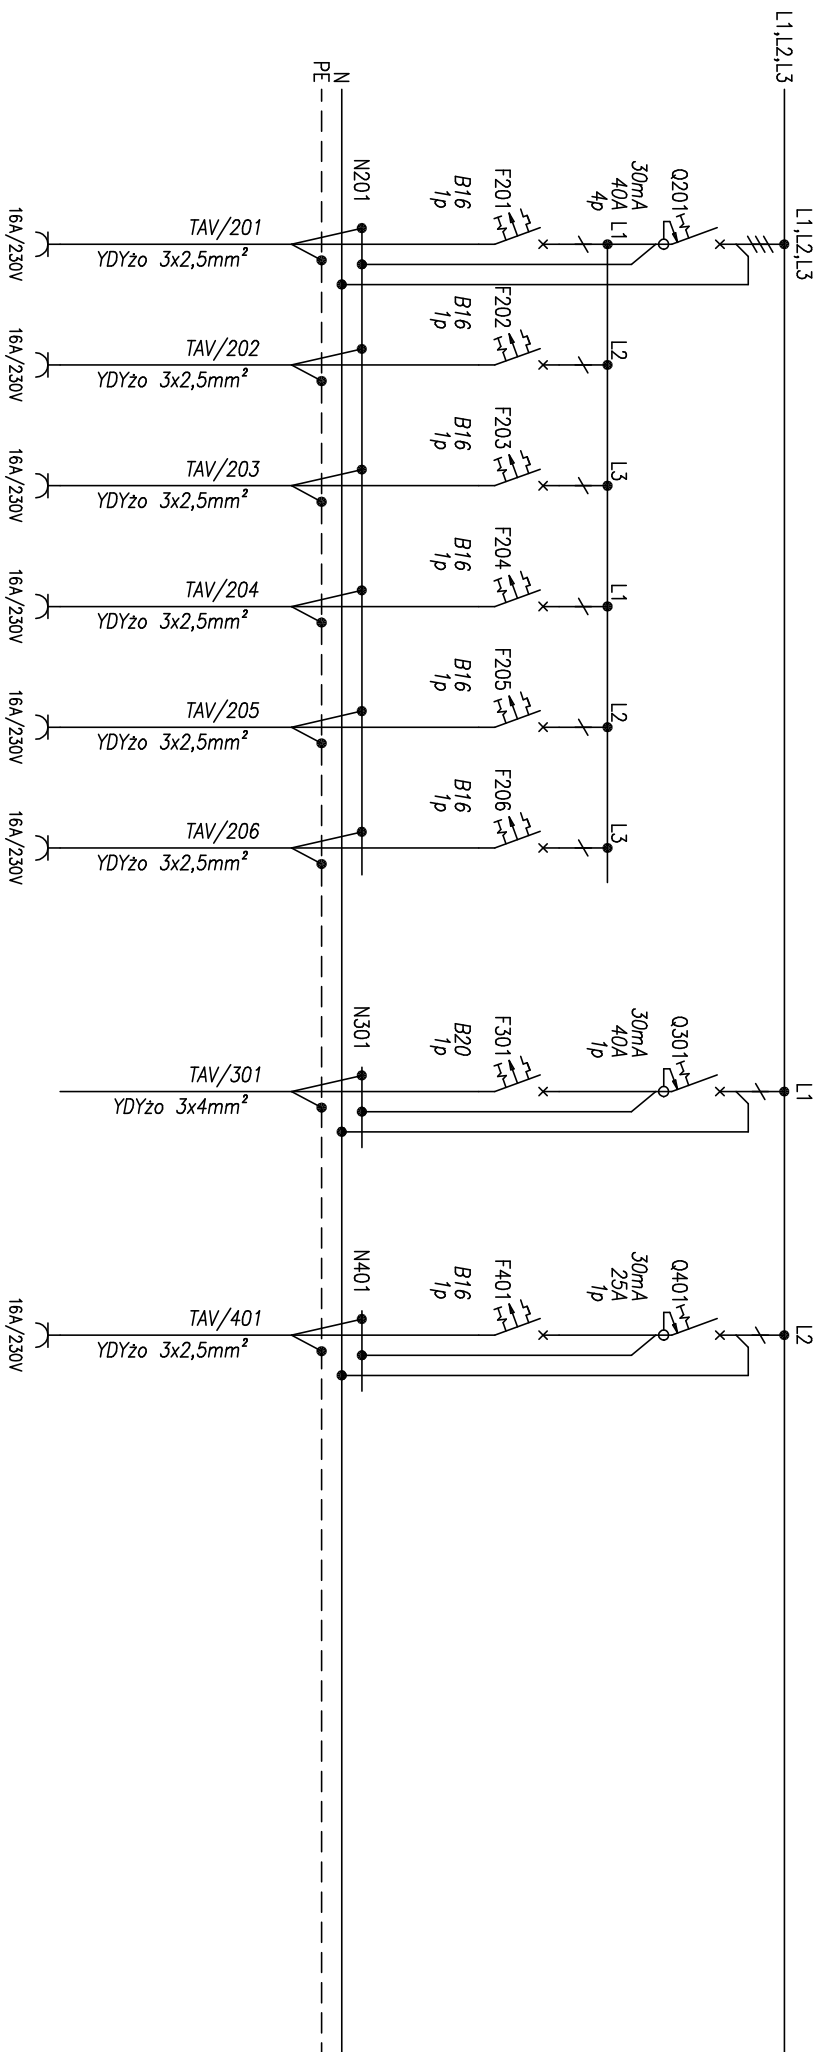 L1,L2,L3
L1,L2,L3
Q201
30mA
40A
4p
L1
F201
B16
1p
N201
N
PE
TAV/201
YDYżo 3x2,5mm²
16A/230V
L2
F202
B16
1p
TAV/202
YDYżo 3x2,5mm²
16A/230V
L3
F203
B16
1p
TAV/203
YDYżo 3x2,5mm²
16A/230V
L1
F204
B16
1p
TAV/204
YDYżo 3x2,5mm²
16A/230V
L2
F205
B16
1p
TAV/205
YDYżo 3x2,5mm²
16A/230V
L3
F206
B16
1p
TAV/206
YDYżo 3x2,5mm²
16A/230V
L1
Q301
30mA
40A
1p
F301
B20
1p
N301
TAV/301
YDYżo 3x4mm²
L2
Q401
30mA
25A
1p
F401
B16
1p
N401
TAV/401
YDYżo 3x2,5mm²
16A/230V